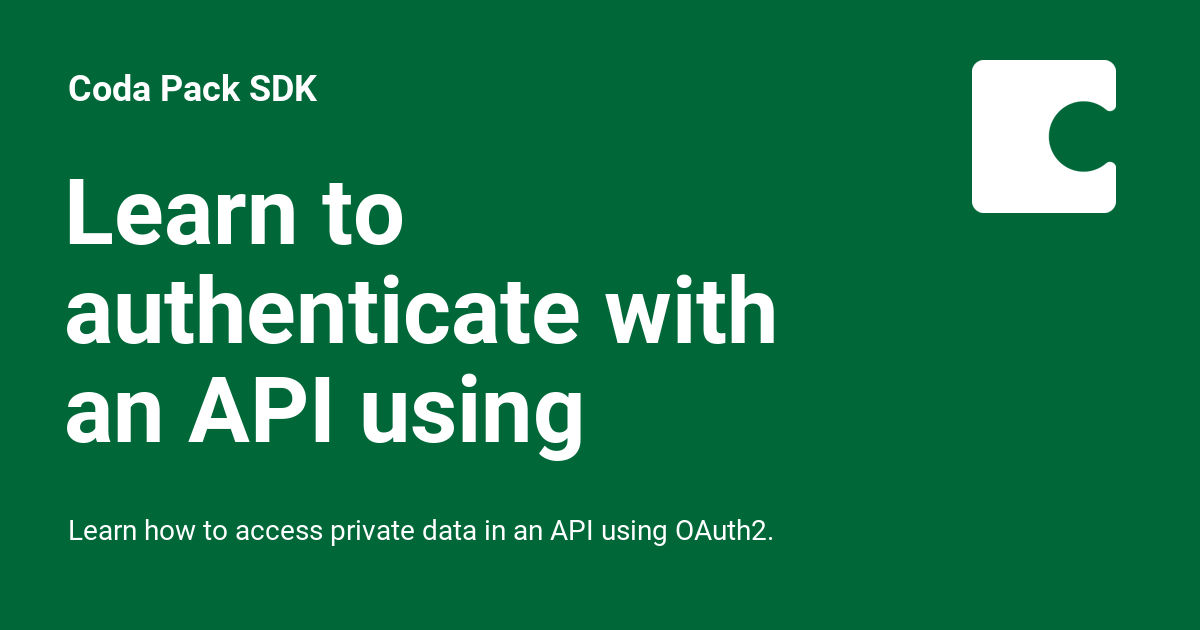 Coda Pack SDK
Learn to
authenticate with
an API using
Learn how to access private data in an API using OAuth2.